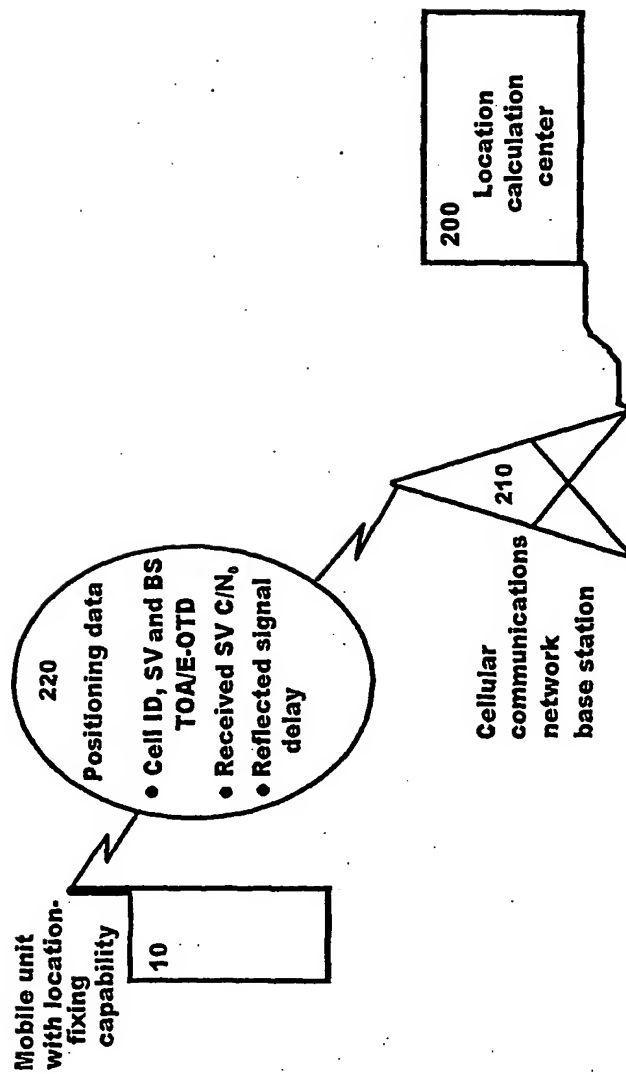 Mobile unit
with location-
fixing
capability
10
220
Positioning data
● Cell ID, SV and BS
TOA/E-OTD
● Received SV C/N₀
● Reflected signal
delay
Cellular
communications
network
base station
210
200
Location
calculation
center